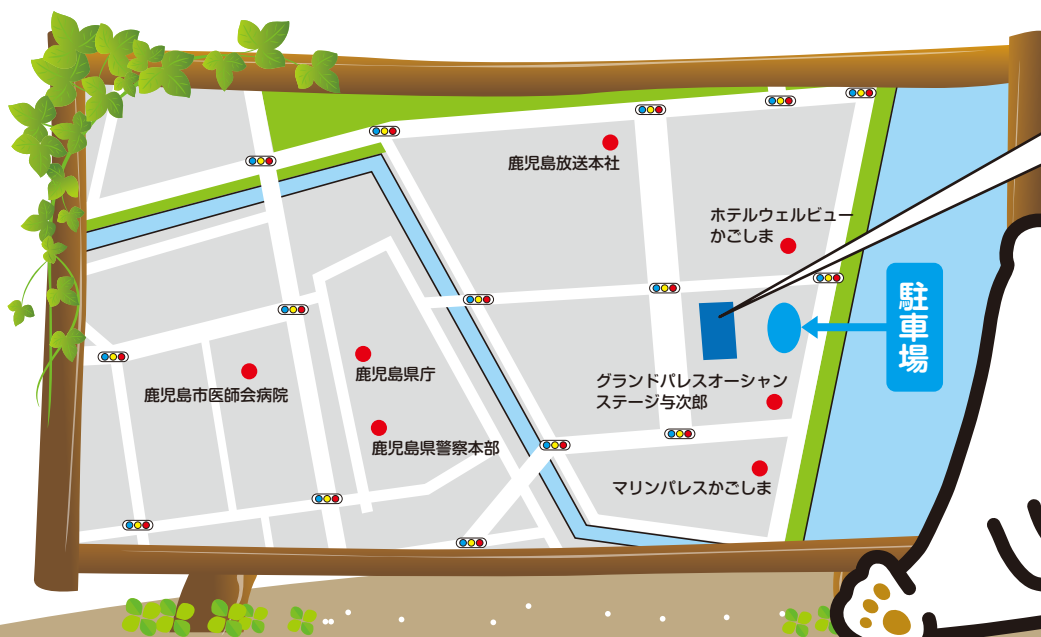 鹿児島放送本社
ホテルウェルビュー
かごしま
駐車場
鹿児島県庁
グランドパレスオーシャン
ステージ与次郎
鹿児島市医師会病院
鹿児島県警察本部
マリンパレスかごしま